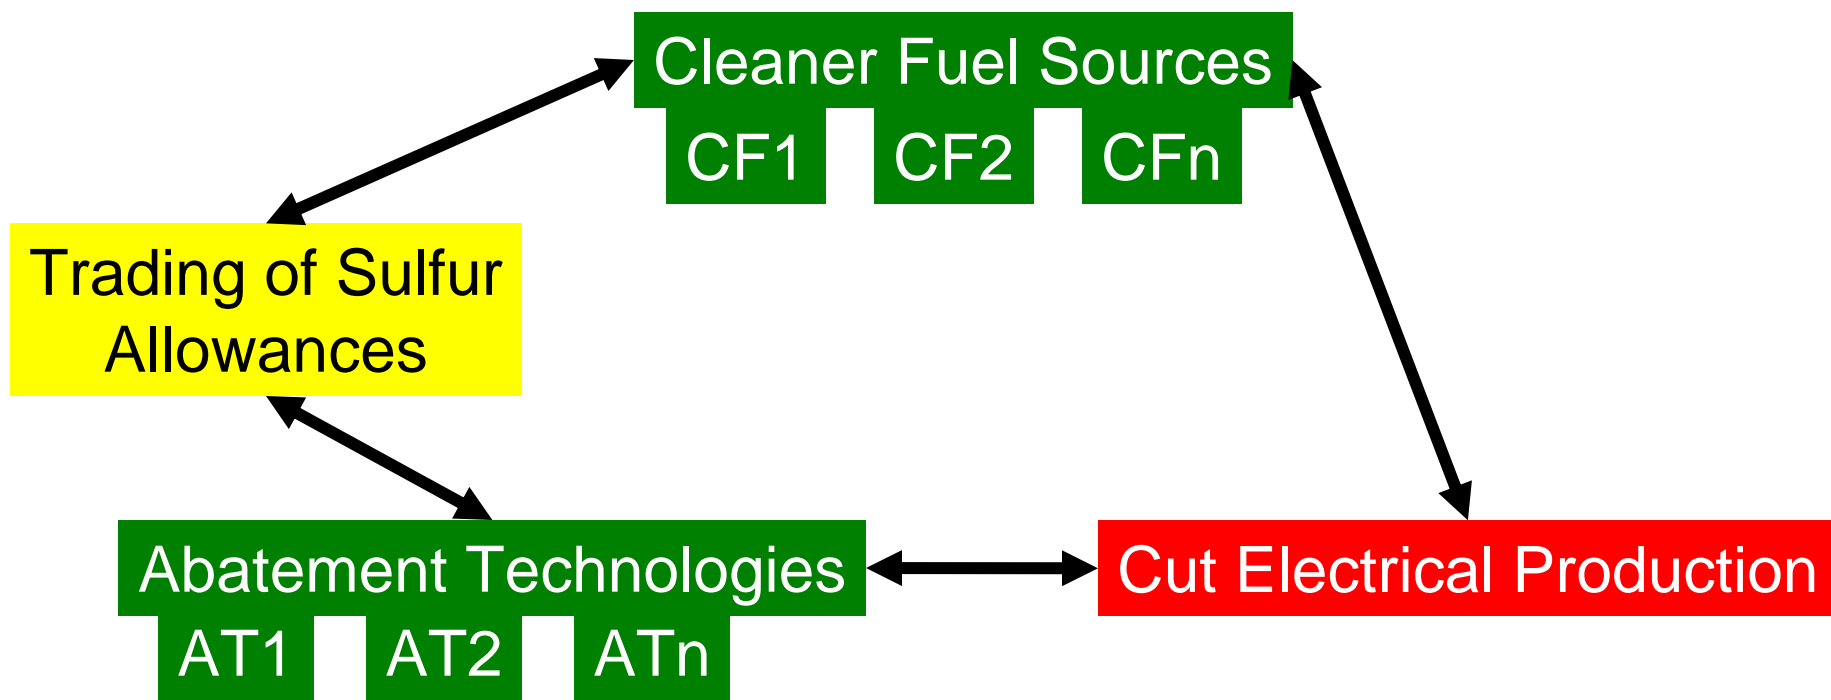 Cleaner Fuel Sources
CF1 CF2 CFn
Trading of Sulfur
Allowances
Abatement Technologies
Cut Electrical Production
AT1 AT2 ATn